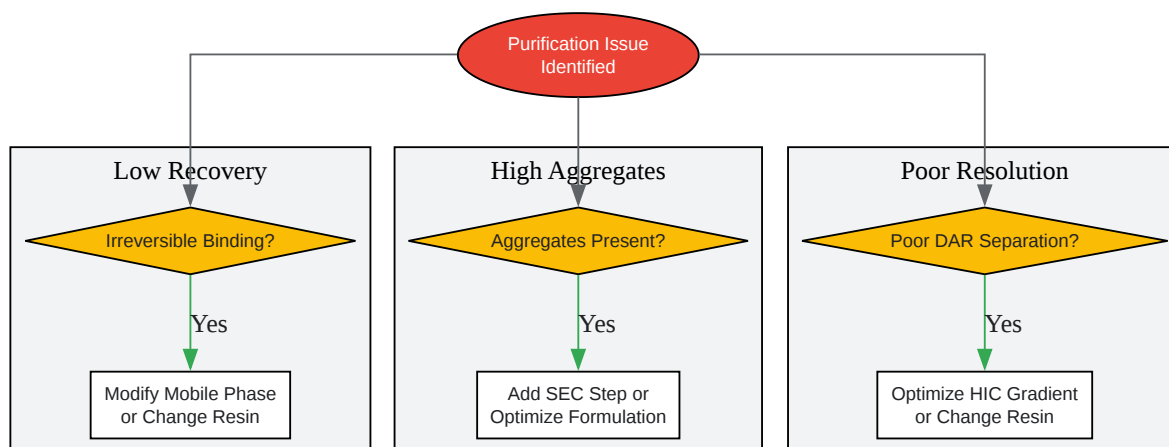 Purification Issue
Identified
Low Recovery
High Aggregates
Poor Resolution
Irreversible Binding?
Aggregates Present?
Poor DAR Separation?
Yes
Yes
Yes
Modify Mobile Phase
or Change Resin
Add SEC Step or
Optimize Formulation
Optimize HIC Gradient
or Change Resin